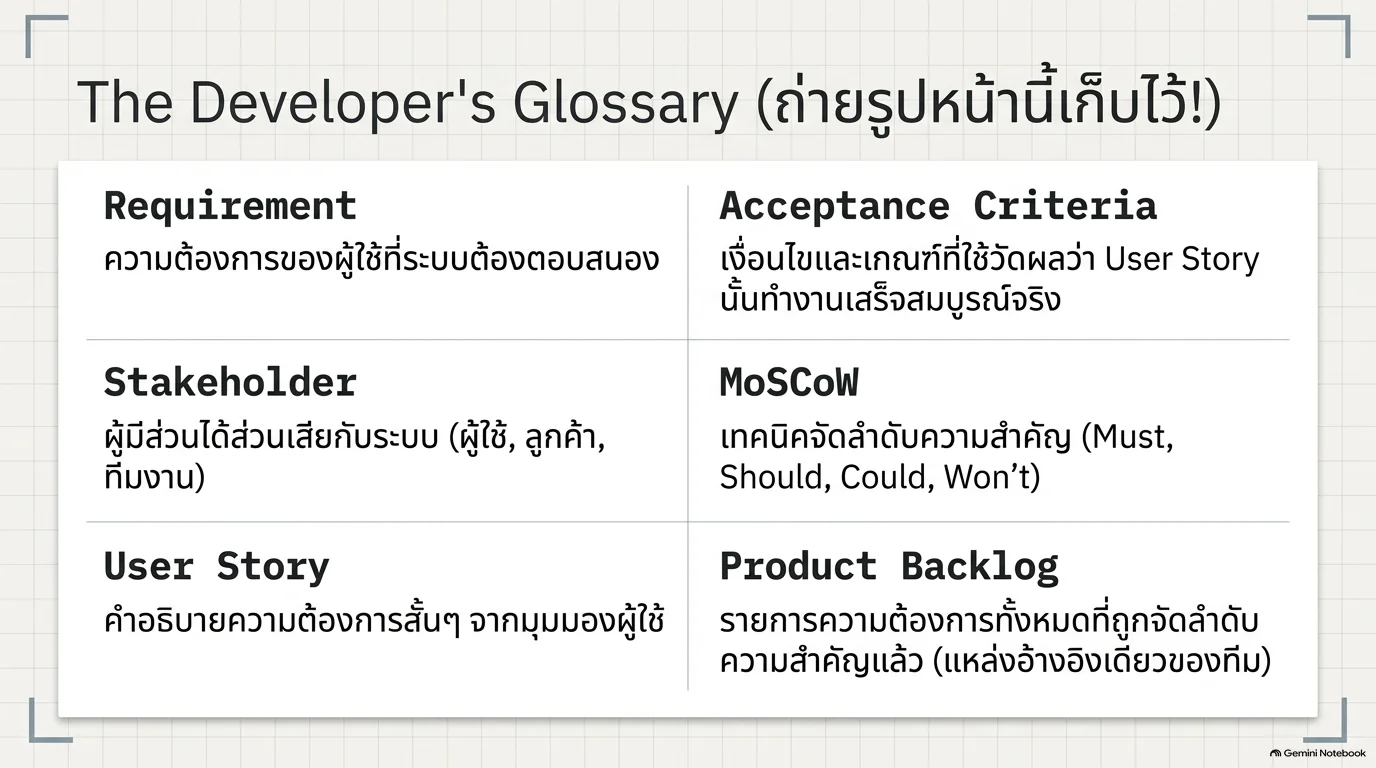 The Developer's Glossary (ถ่ายรูปหน้านี้เก็บไว้!)
Requirement
ความต้องการของผู้ใช้ที่ระบบต้องตอบสนอง
Acceptance Criteria
เงื่อนไขและเกณฑ์ที่ใช้วัดผลว่า User Story
นั้นทำงานเสร็จสมบูรณ์จริง
Stakeholder
ผู้มีส่วนได้ส่วนเสียกับระบบ (ผู้ใช้, ลูกค้า,
ทีมงาน)
MoSCoW
เทคนิคจัดลำดับความสำคัญ (Must,
Should, Could, Won’t)
User Story
คำอธิบายความต้องการสั้นๆ จากมุมมองผู้ใช้
Product Backlog
รายการความต้องการทั้งหมดที่ถูกจัดลำดับ
ความสำคัญแล้ว (แหล่งอ้างอิงเดียวของทีม)
Gemini Notebook